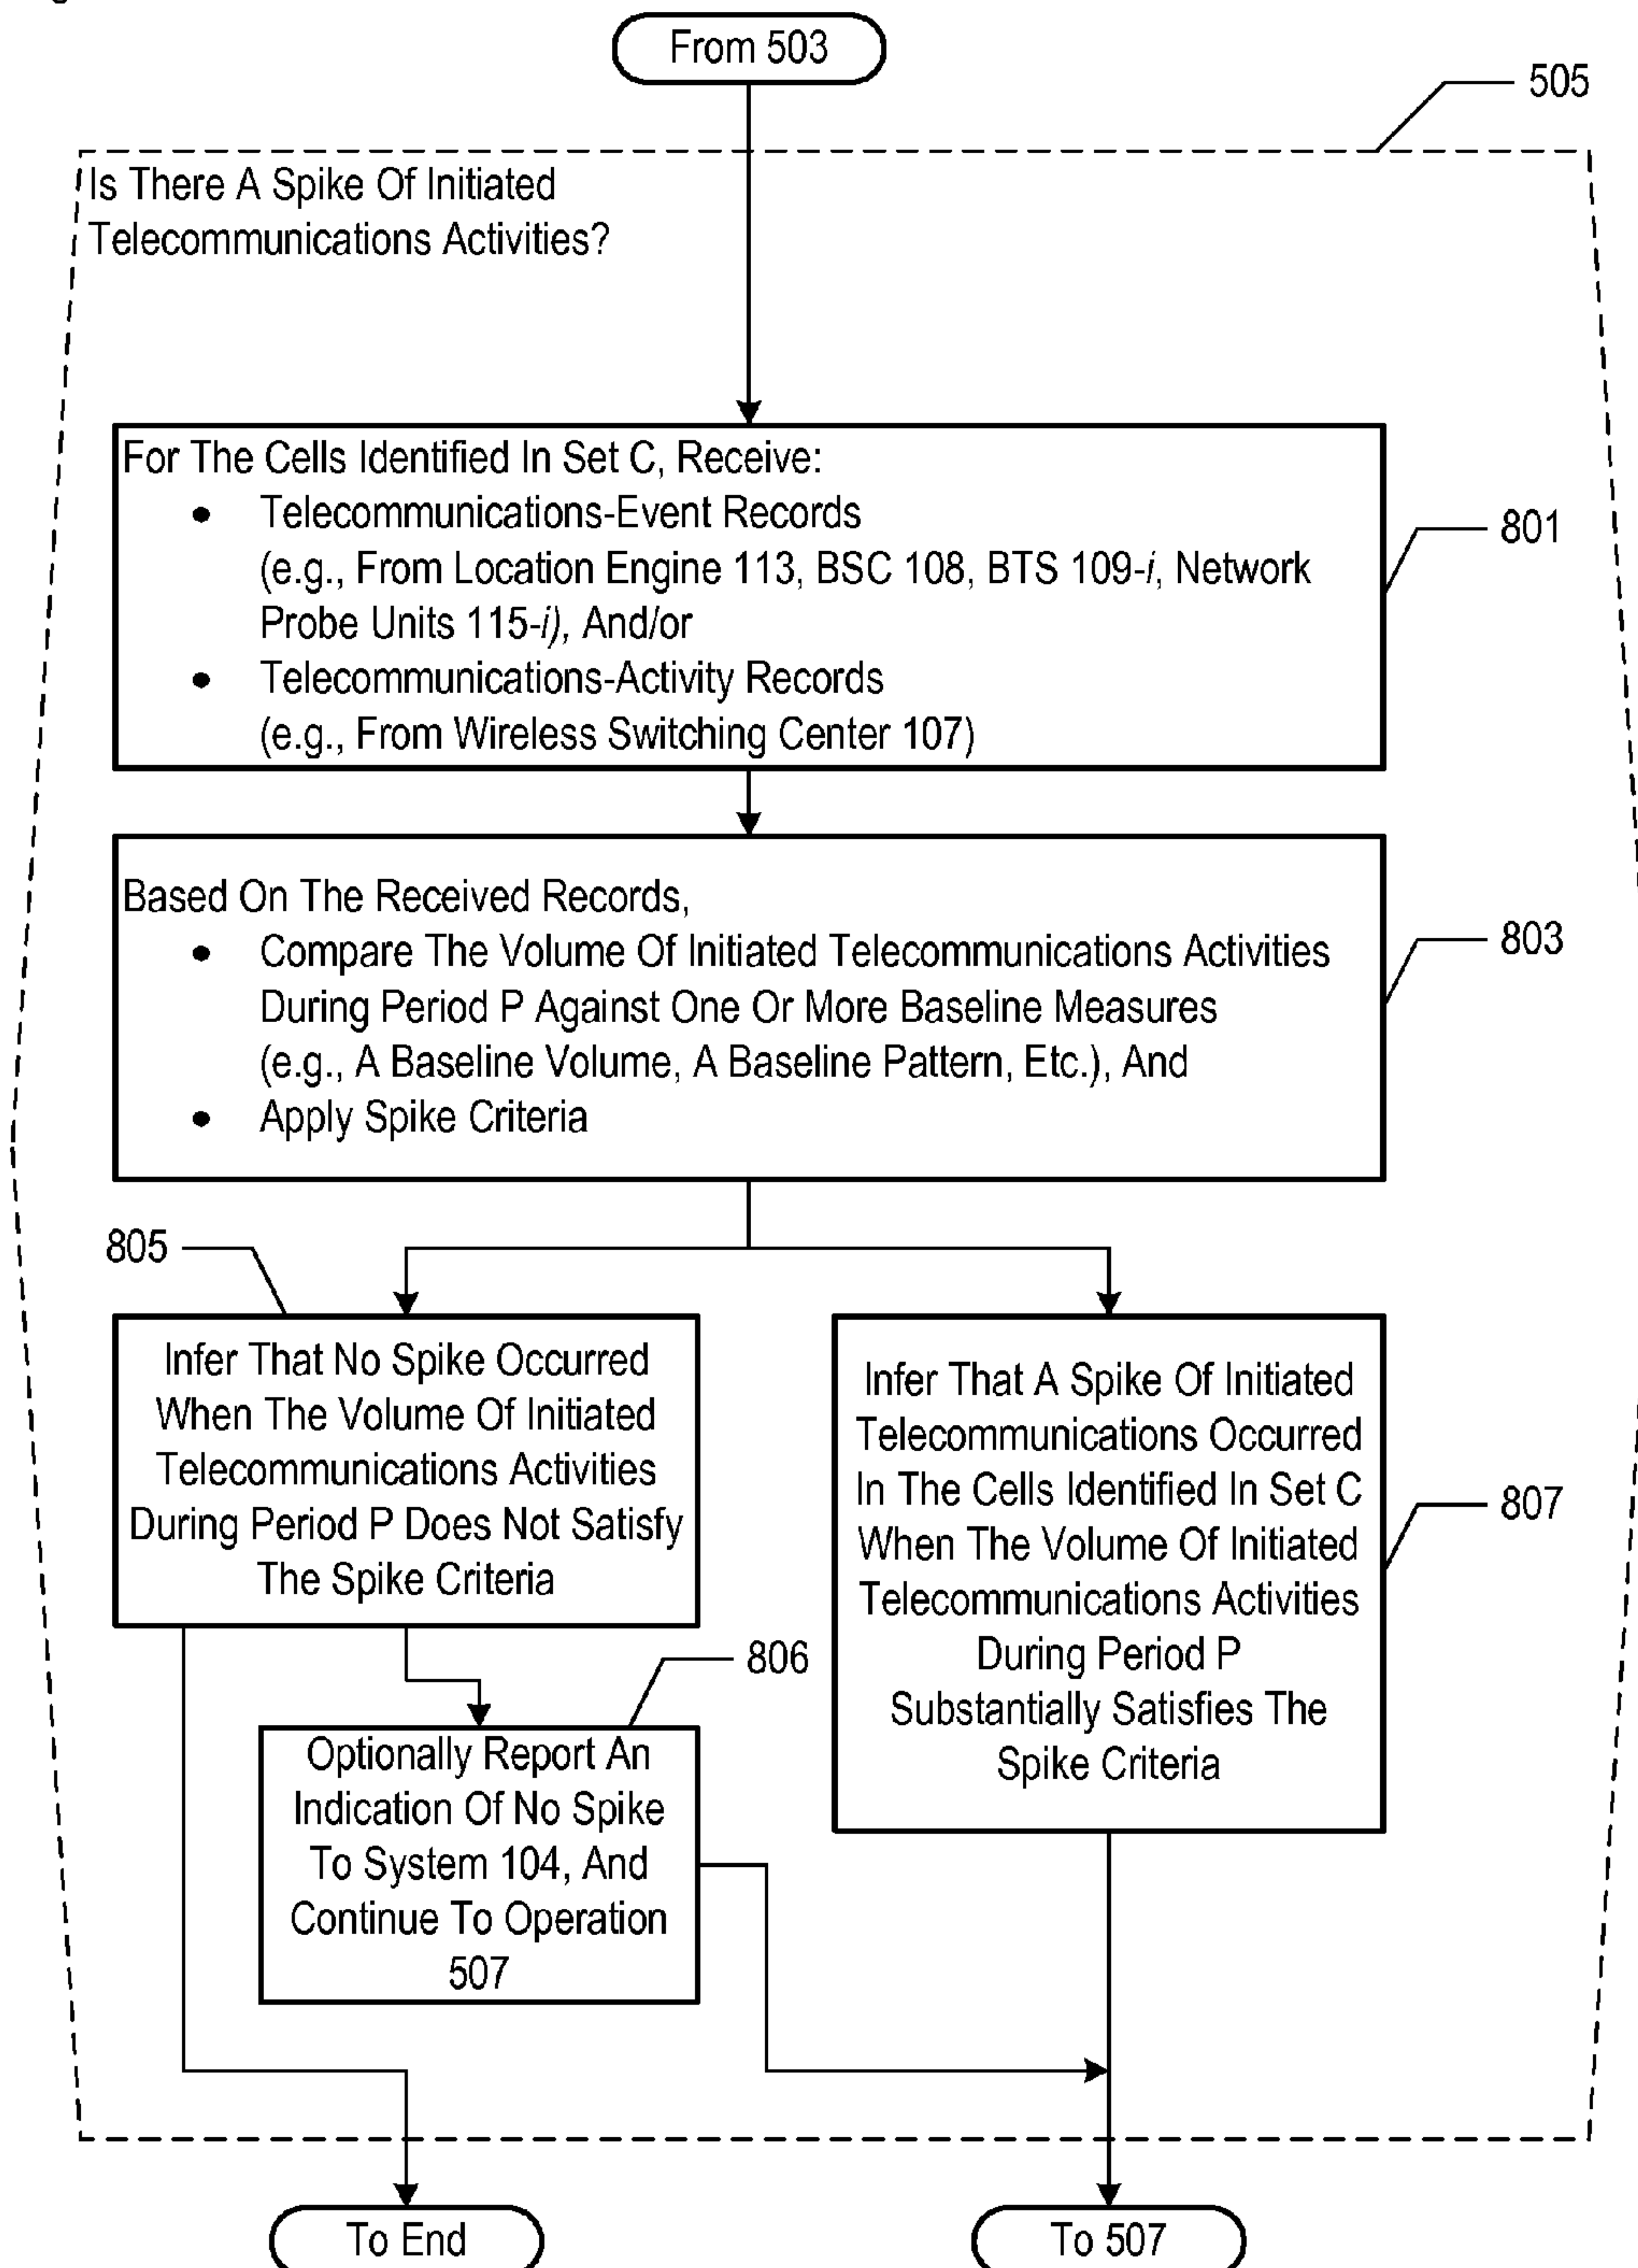 From 503
505
Is There A Spike Of Initiated
Telecommunications Activities?
For The Cells Identified In Set C, Receive:
• Telecommunications-Event Records
(e.g., From Location Engine 113, BSC 108, BTS 109-i, Network
Probe Units 115-i), And/or
• Telecommunications-Activity Records
(e.g., From Wireless Switching Center 107)
801
Based On The Received Records,
• Compare The Volume Of Initiated Telecommunications Activities
During Period P Against One Or More Baseline Measures
(e.g., A Baseline Volume, A Baseline Pattern, Etc.), And
• Apply Spike Criteria
803
805
Infer That No Spike Occurred
When The Volume Of Initiated
Telecommunications Activities
During Period P Does Not Satisfy
The Spike Criteria
Infer That A Spike Of Initiated
Telecommunications Occurred
In The Cells Identified In Set C
When The Volume Of Initiated
Telecommunications Activities
During Period P
Substantially Satisfies The
Spike Criteria
807
806
Optionally Report An
Indication Of No Spike
To System 104, And
Continue To Operation
507
To End
To 507